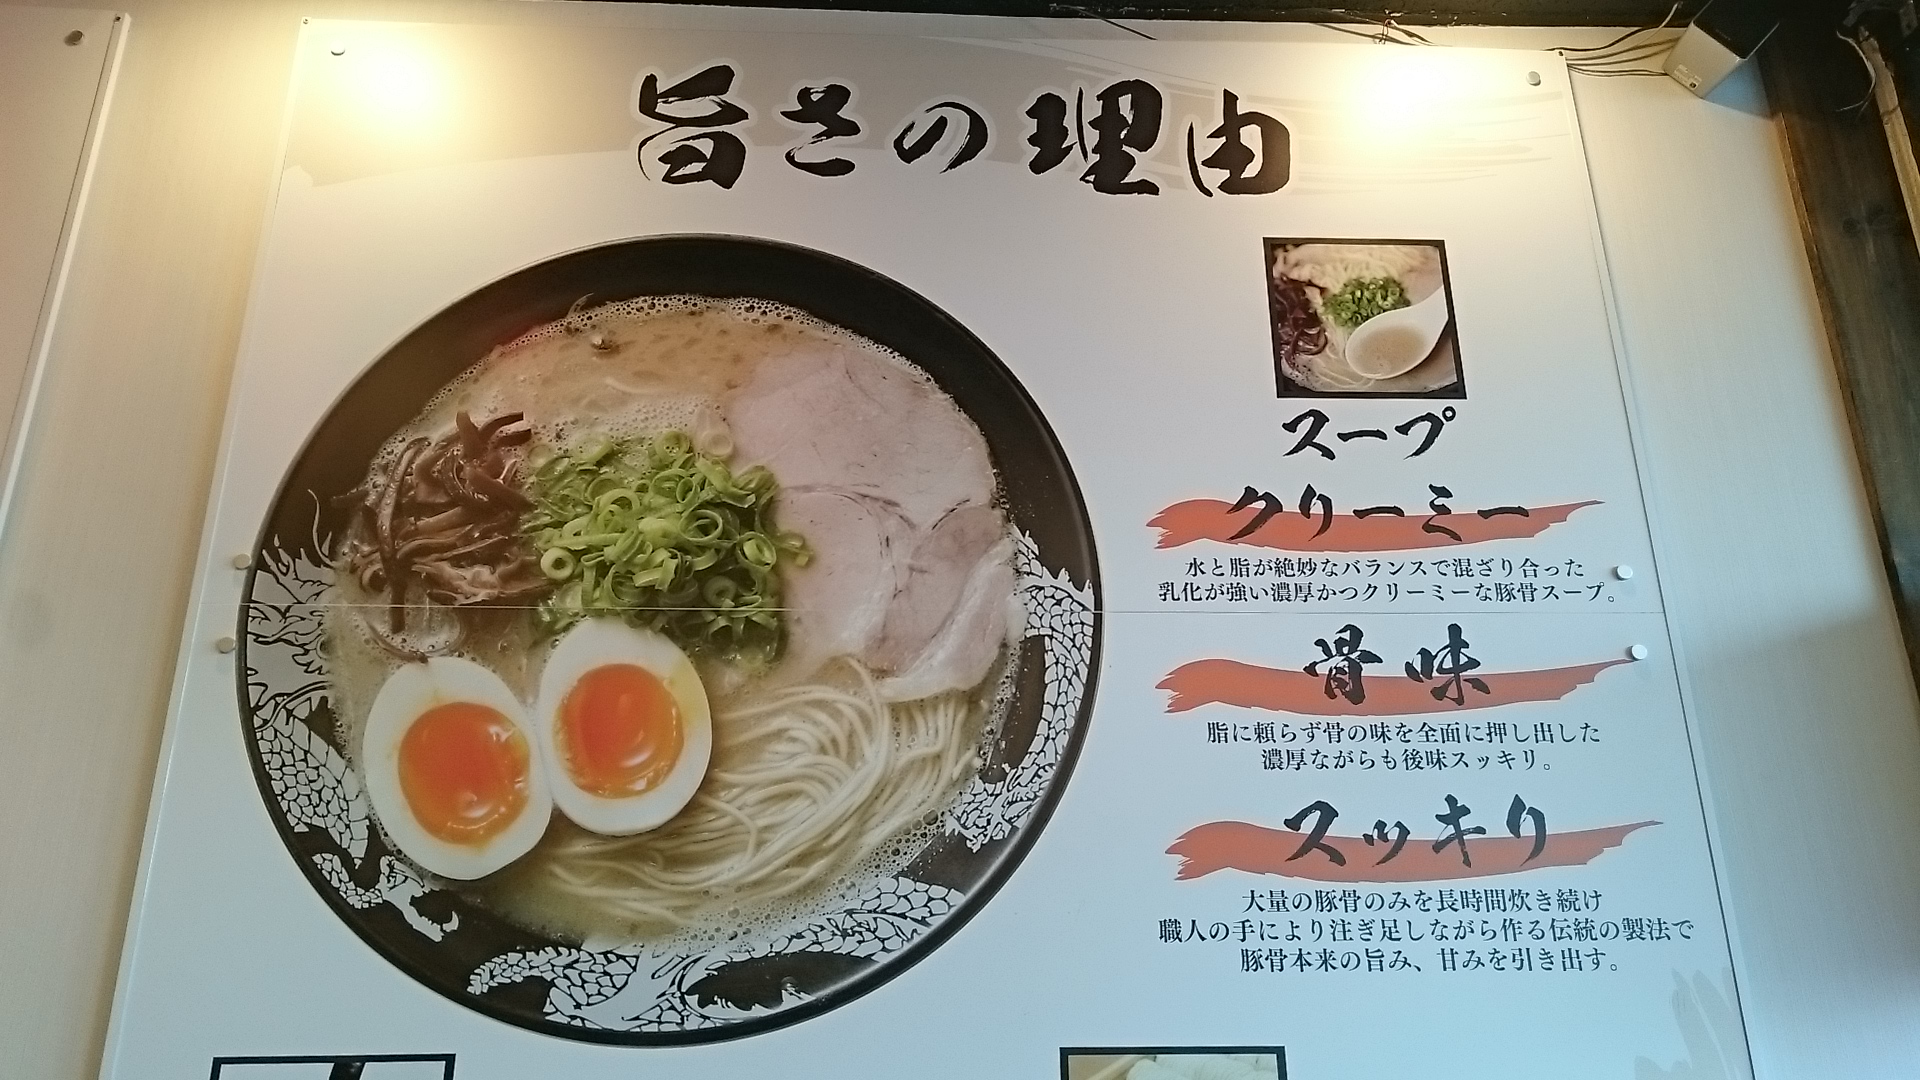 旨さの理由
スープ
クリーミー
水と脂が絶妙なバランスで混ざり合った
乳化が強い濃厚かつクリーミーな豚骨スープ。
骨味
脂に頼らず骨の味を全面に押し出した
濃厚ながらも後味スッキリ。
スッキリ
大量の豚骨のみを長時間炊き続け
職人の手により注ぎ足しながら作る伝統の製法で
豚骨本来の旨み、甘みを引き出す。